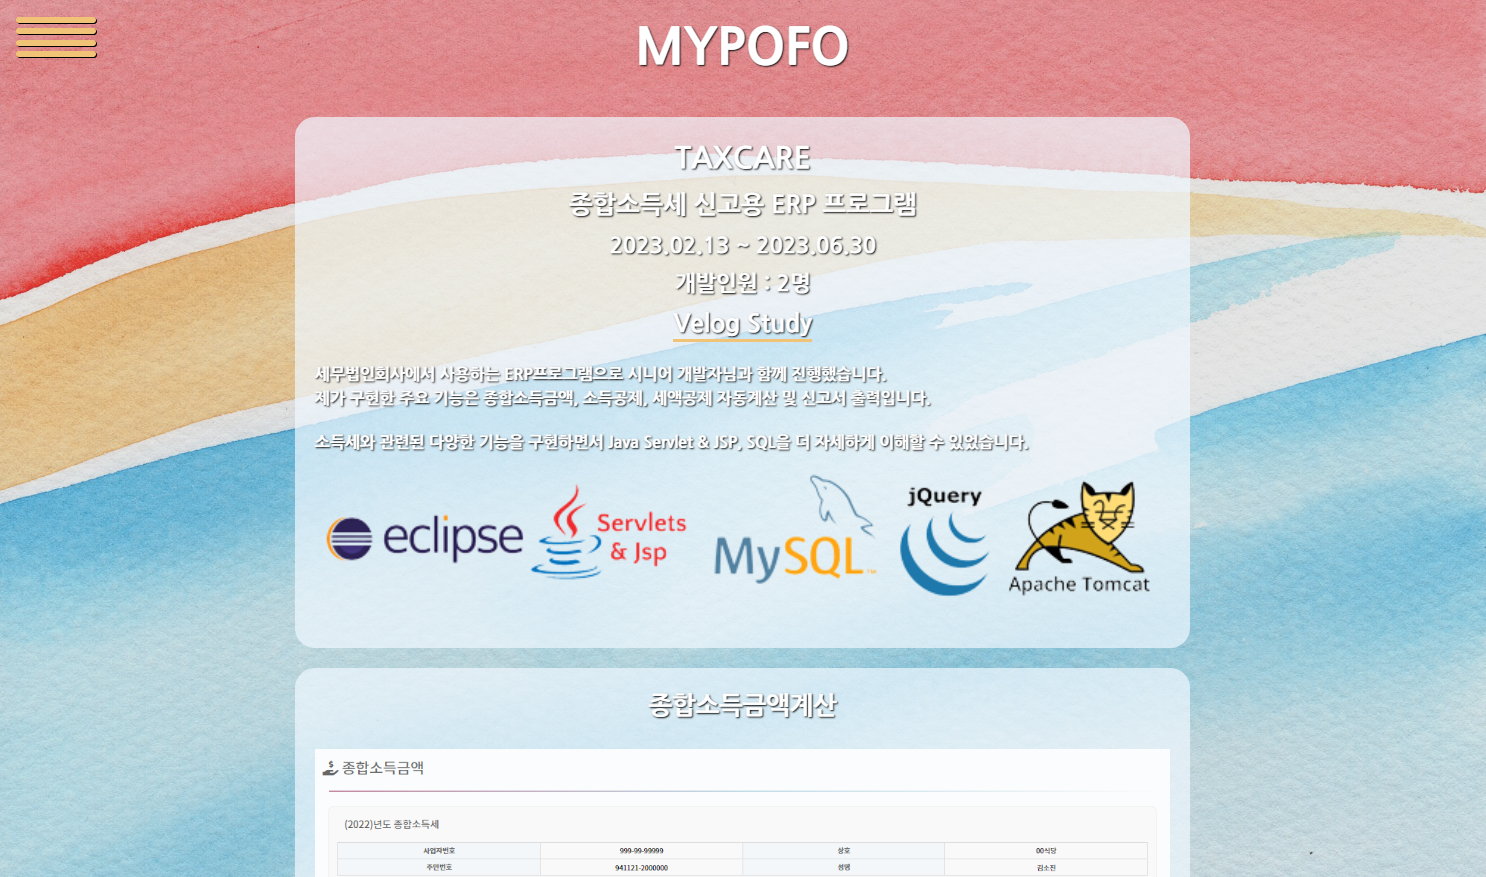 MYPOFO
TAXCARE
종합소득세 신고용 ERP 프로그램
2023.02.13 ~ 2023.06.30
개발인원 : 2명
Velog Study
세무법인회사에서 사용하는 ERP프로그램으로 시니어 개발자님과 함께 진행했습니다.
제가 구현한 주요 기능은 종합소득금액, 소득공제, 세액공제 자동계산 및 신고서 출력입니다.
소득세와 관련된 다양한 기능을 구현하면서 Java Servlet & JSP, SQL을 더 자세하게 이해할 수 있었습니다.
eclipse
Servlets
& Jsp
MySQL™
jQuery
Apache Tomcat
종합소득금액계산
종합소득금액
(2022)년도 종합소득세
사업자번호 999-99-99999 상호 00식당
주민번호 941121-2000000 성명 김소진